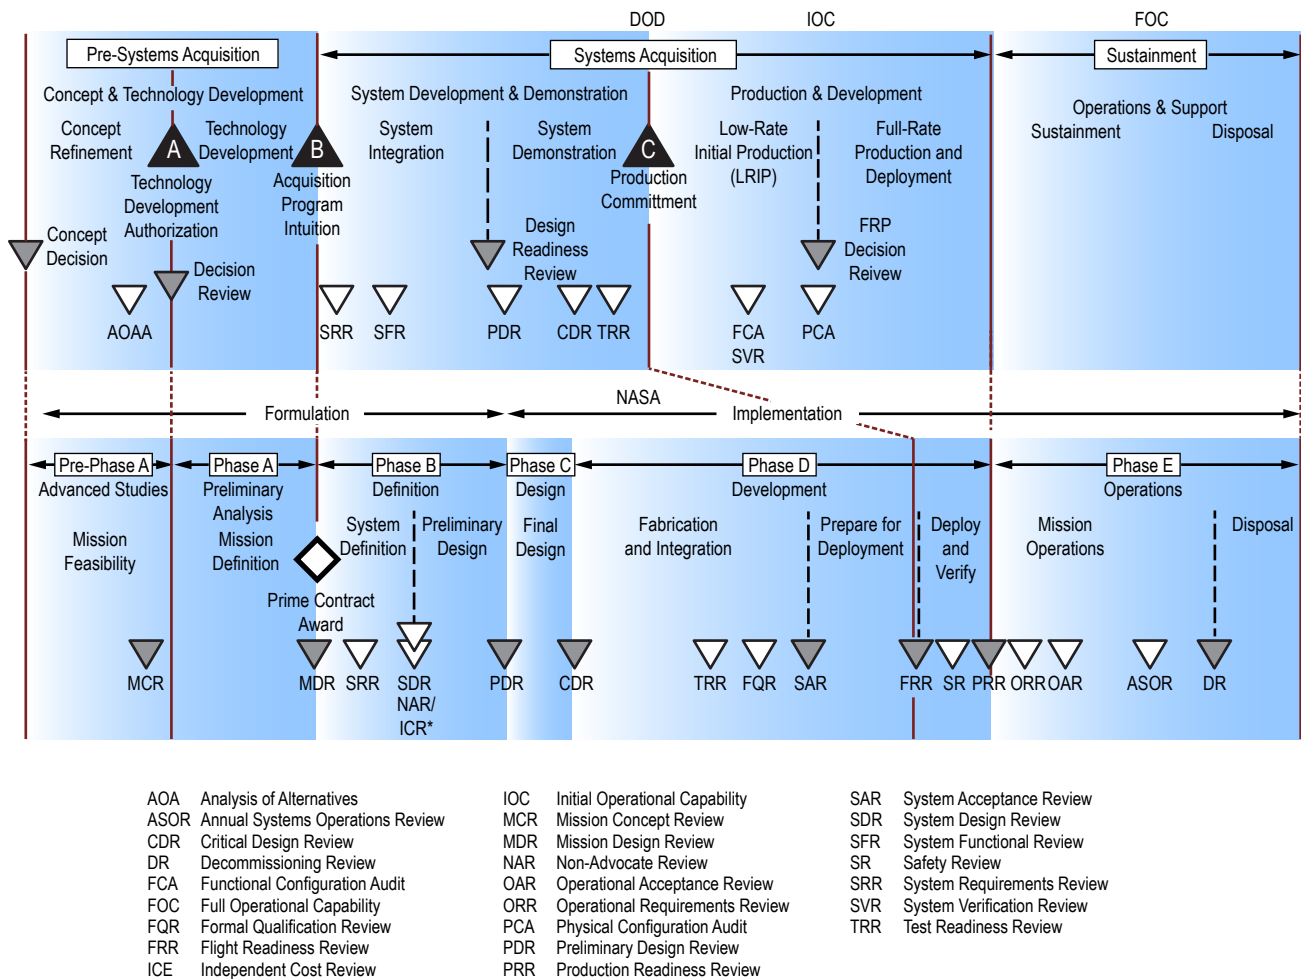 DOD
IOC
FOC
Pre-Systems Acquisition
Systems Acquisition
Sustainment
Concept & Technology Development
System Development & Demonstration
Production & Development
Operations & Support
Sustainment
Disposal
Concept
Refinement
A
Technology
Development
B
System
Integration
System
Demonstration
C
Low-Rate
Initial Production
(LRIP)
Full-Rate
Production and
Deployment
Technology
Development
Authorization
Acquisition
Program
Intuition
Production
Committment
Concept
Decision
Decision
Review
Design
Readiness
Review
FRP
Decision
Reivew
AOAA
SRR
SFR
PDR
CDR
TRR
FCA
SVR
PCA
NASA
Formulation
Implementation
Pre-Phase A
Phase A
Phase B
Phase C
Phase D
Phase E
Advanced Studies
Preliminary
Analysis
Definition
Design
Development
Operations
Mission
Feasibility
Mission
Definition
System
Definition
Preliminary
Design
Final
Design
Fabrication
and Integration
Prepare for
Deployment
Deploy
and
Verify
Mission
Operations
Disposal
Prime Contract
Award
MCR
MDR
SRR
SDR
NAR/
ICR*
PDR
CDR
TRR
FQR
SAR
FRR
SR
PRR
ORR
OAR
ASOR
DR
AOA Analysis of Alternatives
ASOR Annual Systems Operations Review
CDR Critical Design Review
DR Decommissioning Review
FCA Functional Configuration Audit
FOC Full Operational Capability
FQR Formal Qualification Review
FRR Flight Readiness Review
ICE Independent Cost Review
IOC Initial Operational Capability
MCR Mission Concept Review
MDR Mission Design Review
NAR Non-Advocate Review
OAR Operational Acceptance Review
ORR Operational Requirements Review
PCA Physical Configuration Audit
PDR Preliminary Design Review
PRR Production Readiness Review
SAR System Acceptance Review
SDR System Design Review
SFR System Functional Review
SR Safety Review
SRR System Requirements Review
SVR System Verification Review
TRR Test Readiness Review